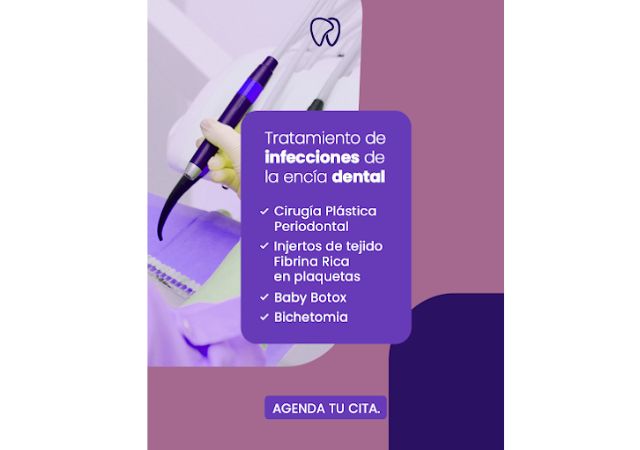 Tratamiento de
infecciones de
la encía dental
Cirugía Plástica
Periodontal
Injertos de tejido
Fibrina Rica
en plaquetas
Baby Botox
Bichetomia
AGENDA TU CITA.